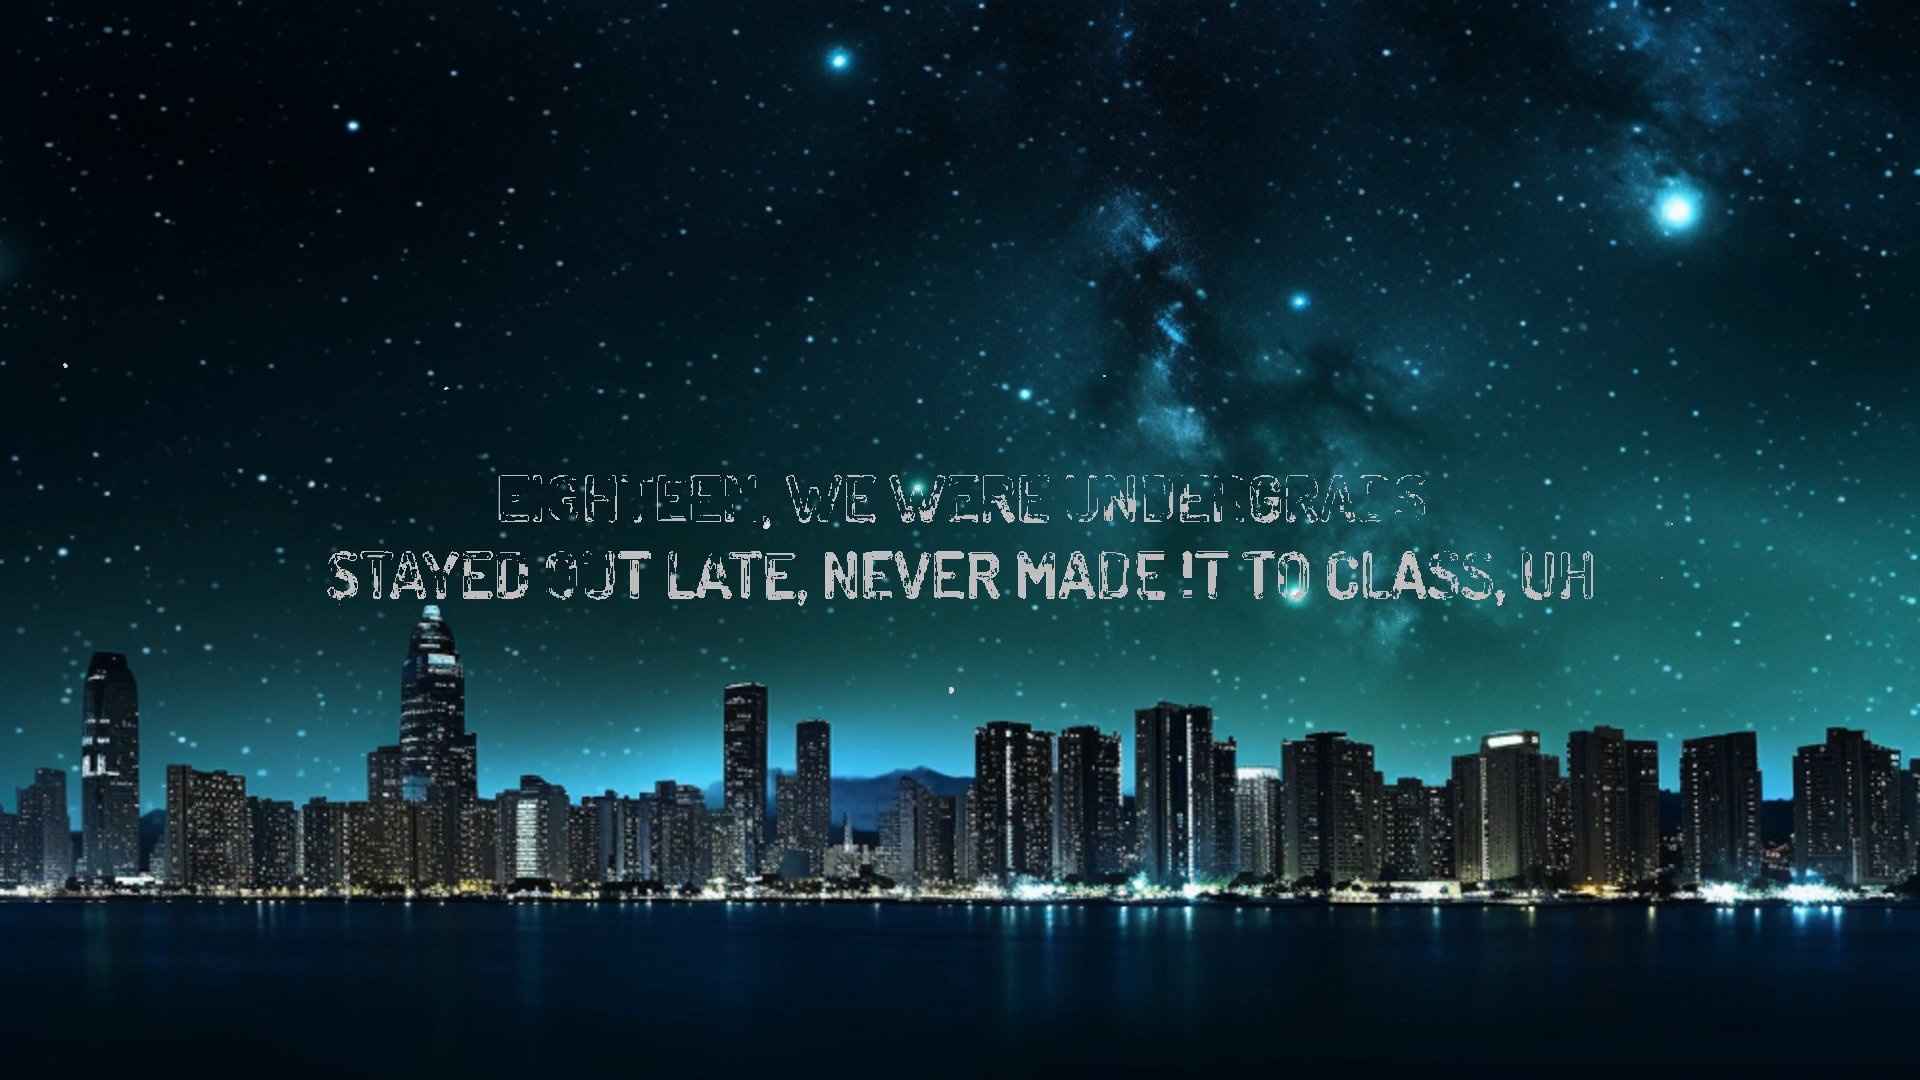 EIGHTEEN, WE WERE UNDERGRADS
STAYED OUT LATE, NEVER MADE IT TO CLASS, UH